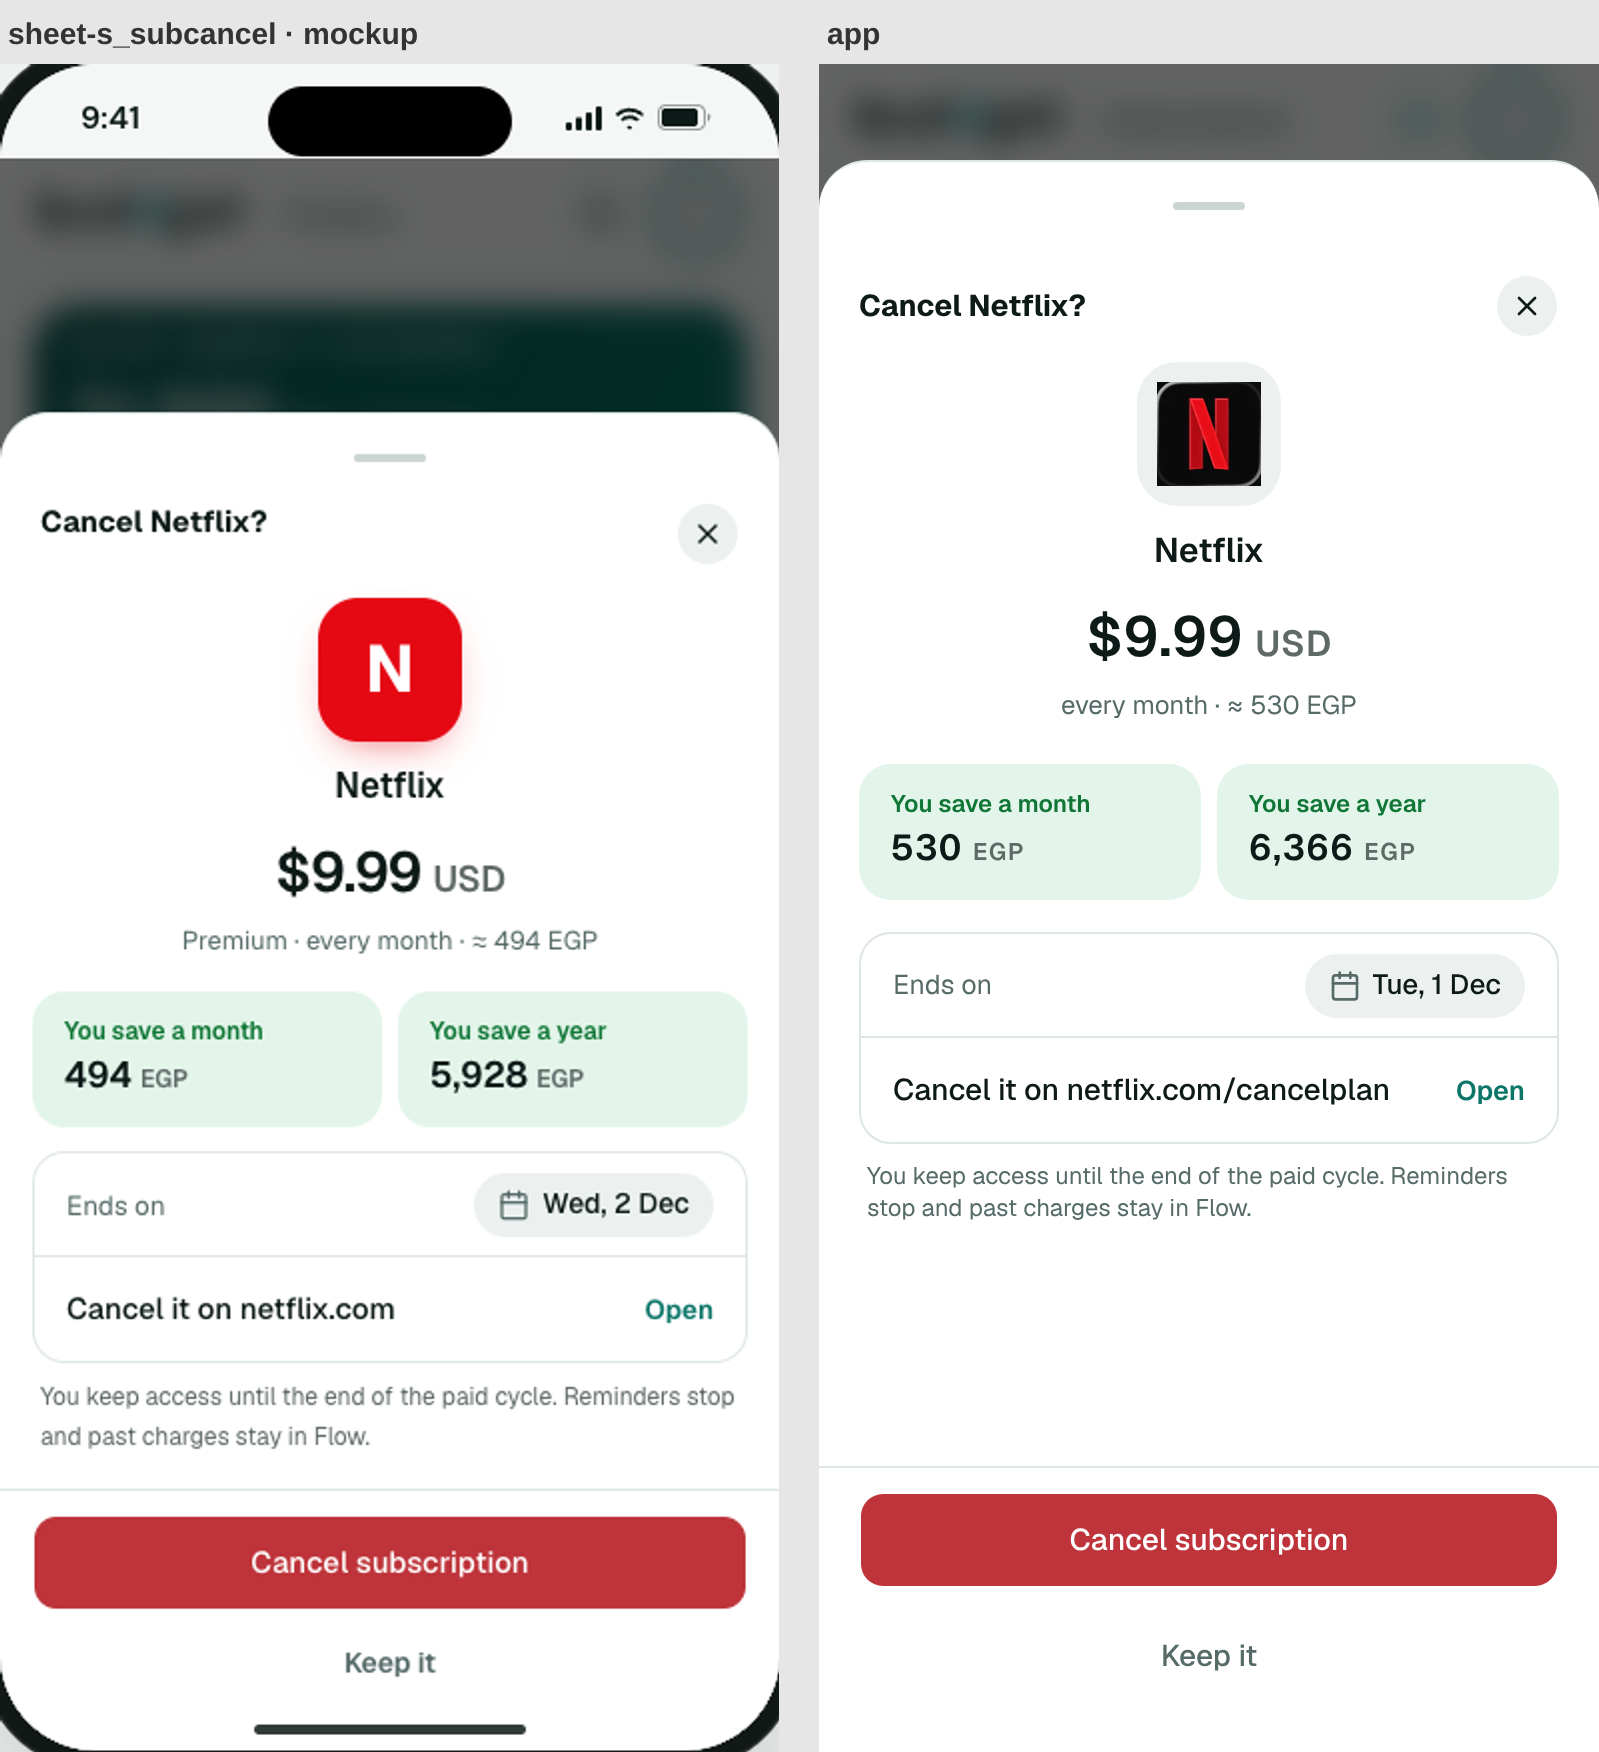 sheet-s_subcancel · mockup
9:41
Cancel Netflix?
N
Netflix
$9.99 USD
Premium · every month · ≈ 494 EGP
You save a month
494 EGP
You save a year
5,928 EGP
Ends on
Wed, 2 Dec
Cancel it on netflix.com
Open
You keep access until the end of the paid cycle. Reminders stop
and past charges stay in Flow.
Cancel subscription
Keep it
app
Cancel Netflix?
N
Netflix
$9.99 USD
every month · ≈ 530 EGP
You save a month
530 EGP
You save a year
6,366 EGP
Ends on
Tue, 1 Dec
Cancel it on netflix.com/cancelplan
Open
You keep access until the end of the paid cycle. Reminders
stop and past charges stay in Flow.
Cancel subscription
Keep it